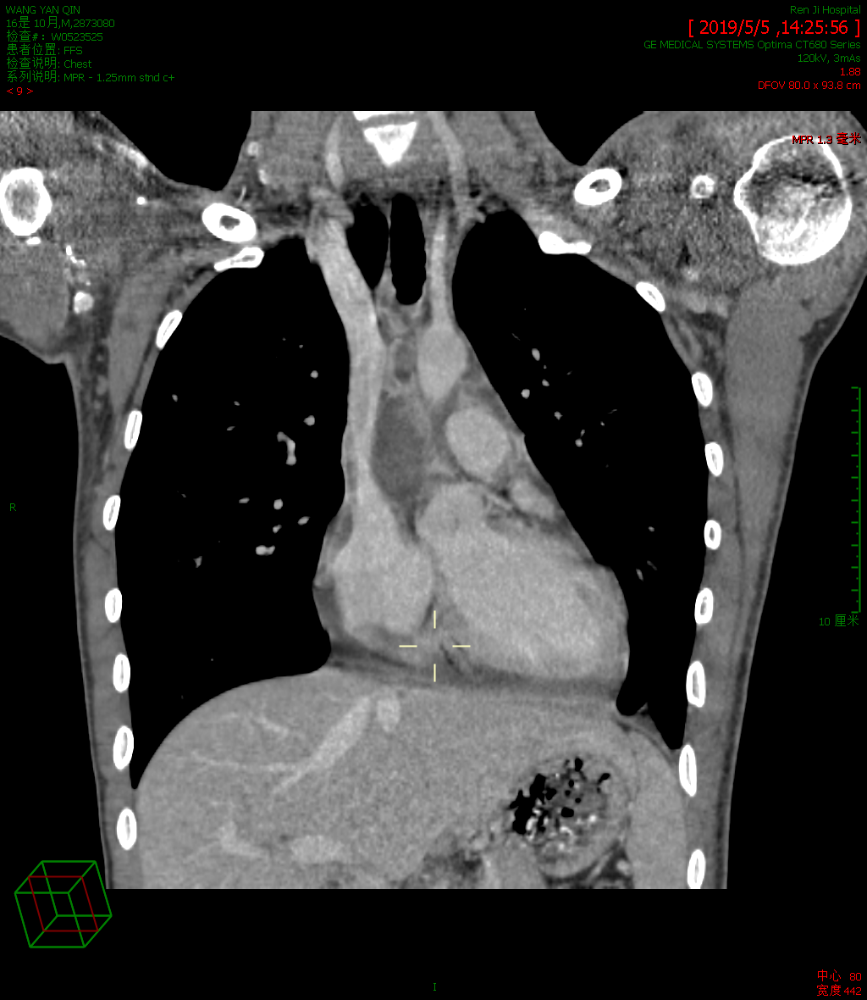 WANG YAN QIN
16是 10 月,M,2873080
检查#: W0523525
患者位置: FFS
检查说明: Chest
系列说明: MPR - 1.25mm stnd c+
< 9 >
Ren Ji Hospital
[ 2019/5/5 ,14:25:56 ]
GE MEDICAL SYSTEMS Optima CT680 Series
120kV, 3mAs
1.88
DFOV 80.0 x 93.8 cm
MPR 1.3 毫米
R
10 厘米
I
中心 80
宽度 442